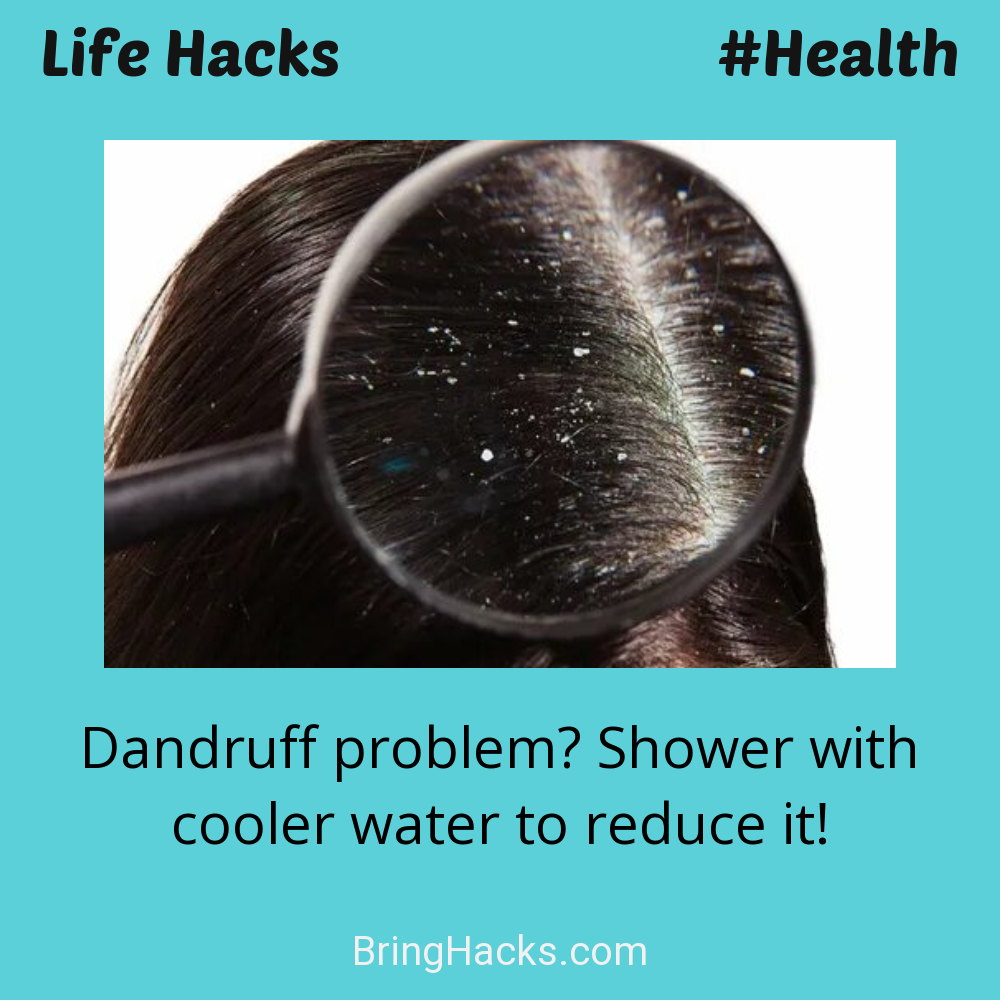 Life Hacks
#Health
Dandruff problem? Shower with
cooler water to reduce it!
BringHacks.com